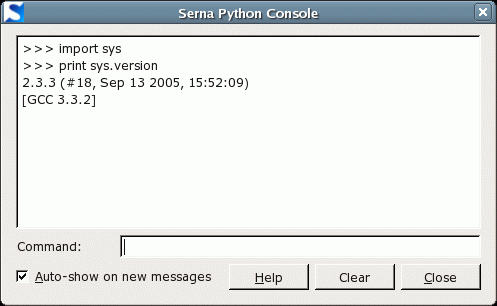 Serna Python Console
>>> import sys
>>> print sys.version
2.3.3 (#18, Sep 13 2005, 15:52:09)
[GCC 3.3.2]
Command:
Auto-show on new messages
Help
Clear
Close